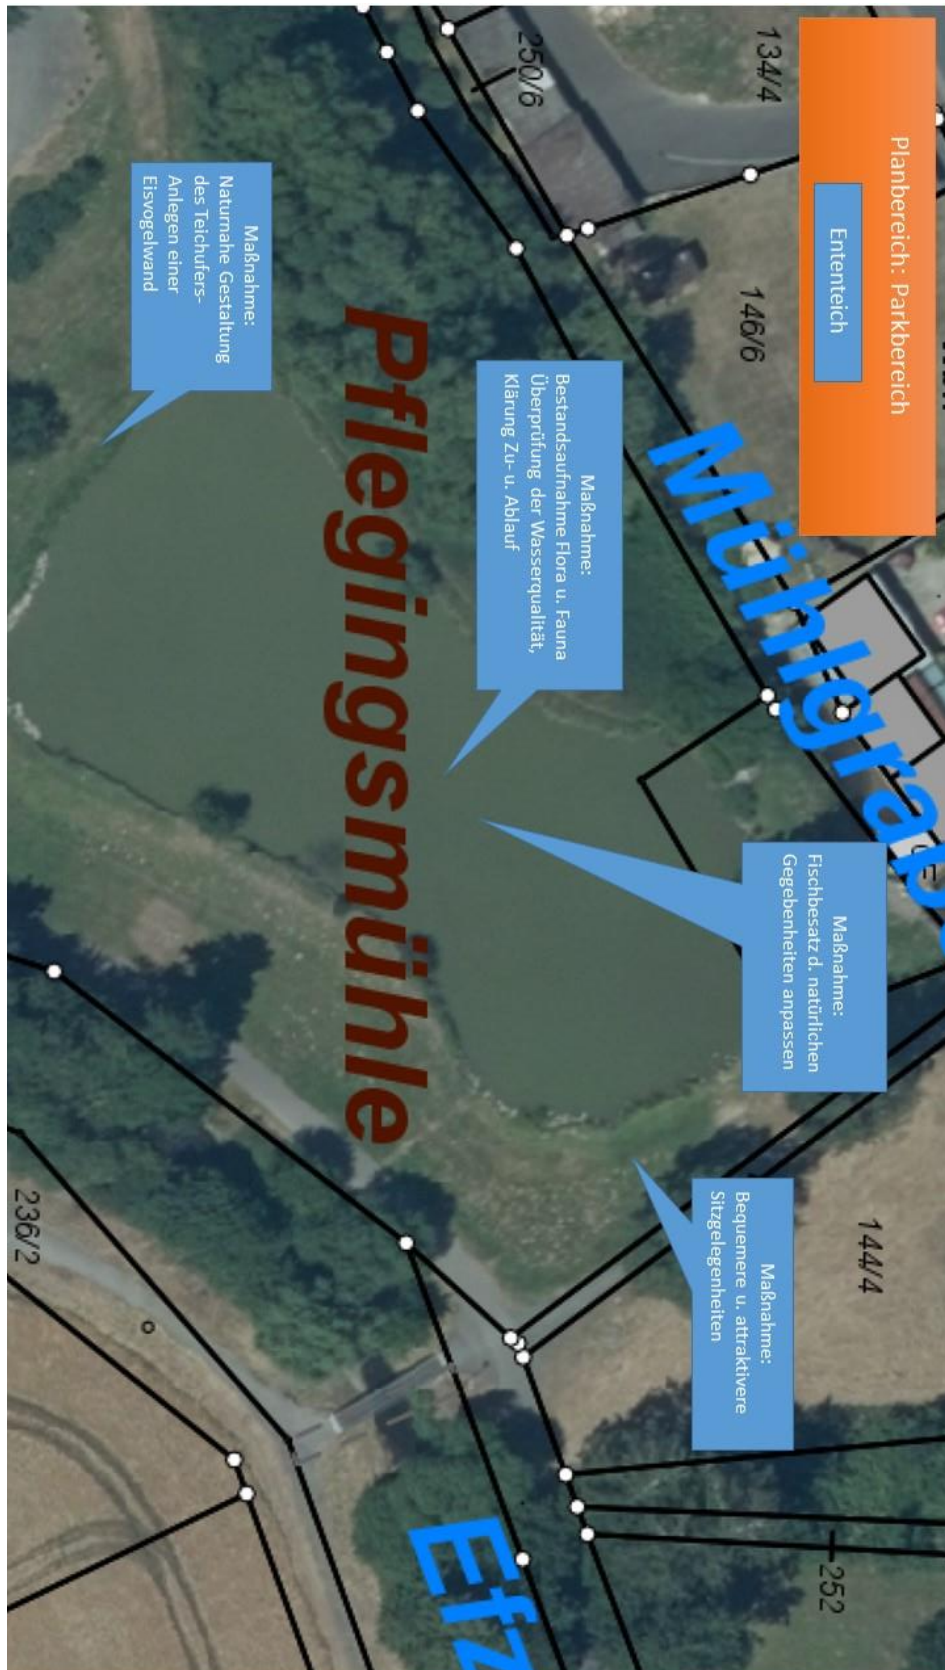 Planbereich: Parkbereich
Ententeich
134/4
250/6
146/6
Mühlgrab
Maßnahme:
Fischbesatz d. natürlichen
Gegebenheiten anpassen
Maßnahme:
Bequemere u. attraktivere
Sitzgelegenheiten
144/4
252
Maßnahme:
Bestandsaufnahme Flora u. Fauna
Überprüfung der Wasserqualität,
Klärung Zu- u. Ablauf
Pflegingsmühle
Maßnahme:
Naturnahe Gestaltung
des Teichufers-
Anlegen einer
Eisvogelwand
236/2
Efz